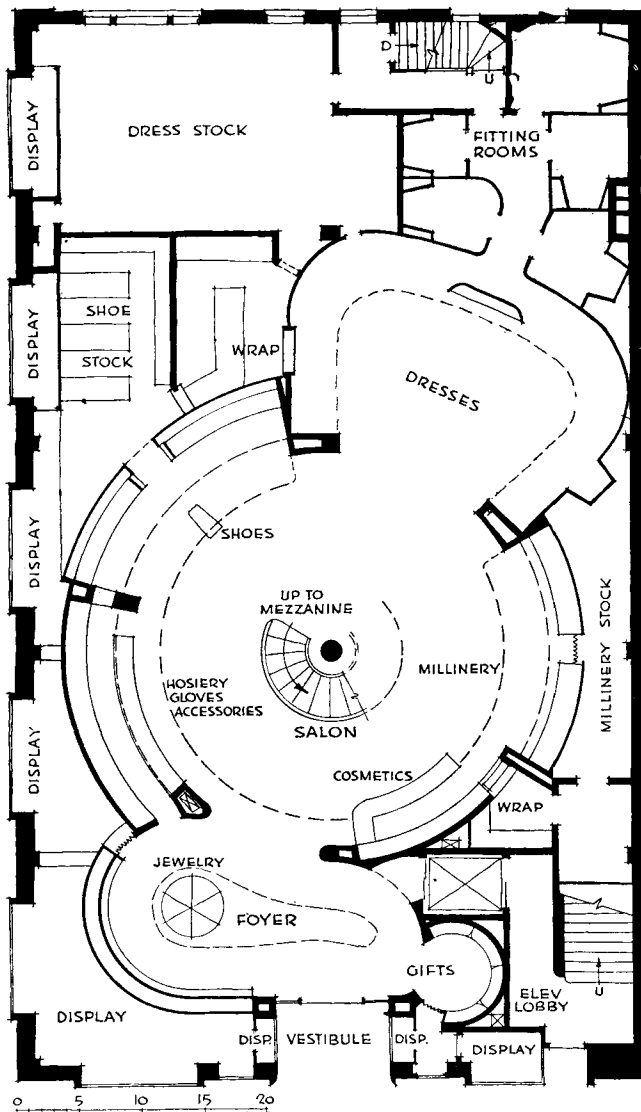 D
U
DRESS STOCK
DISPLAY
FITTING
ROOMS
SHOE
STOCK
DISPLAY
WRAP
DRESSES
SHOES
DISPLAY
UP TO
MEZZANINE
MILLINERY STOCK
MILLINERY
HOSIERY
GLOVES
ACCESSORIES
SALON
DISPLAY
COSMETICS
WRAP
JEWELRY
FOYER
GIFTS
U
ELEV
LOBBY
DISPLAY
DISP.
VESTIBULE
DISP.
DISPLAY
0 5 10 15 20